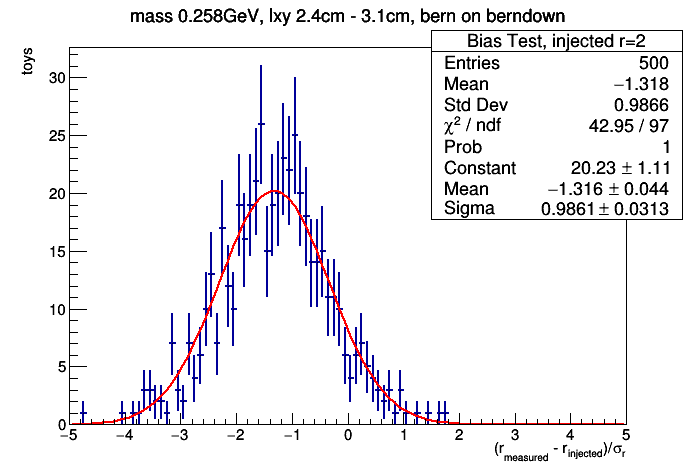 mass 0.258GeV, lxy 2.4cm - 3.1cm, bern on berndown
toys
Bias Test, injected r=2
Entries 500
Mean −1.318
Std Dev 0.9866
χ² / ndf 42.95 / 97
Prob 1
Constant 20.23 ± 1.11
Mean −1.316 ± 0.044
Sigma 0.9861 ± 0.0313
30
25
20
15
10
5
0
−5 −4 −3 −2 −1 0 1 2 3 4 5
(r_measured - r_injected)/σ_r